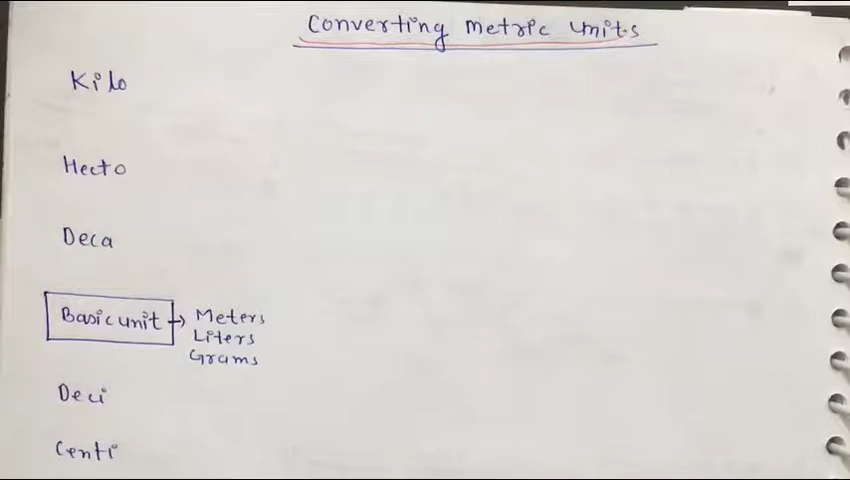 Converting metric units
Kilo
Hecto
Deca
Basic unit → Meters
Liters
Grams
Deci
Centi